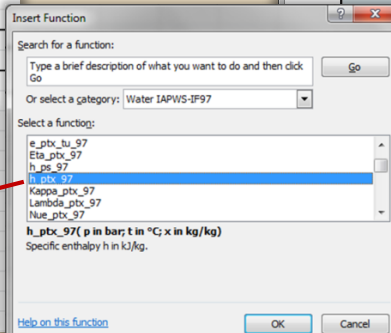 Insert Function
Search for a function:
Type a brief description of what you want to do and then click
Go
Go
Or select a category: Water IAPWS-IF97
Select a function:
e_ptx_tu_97
Eta_ptx_97
h_ps_97
h_ptx_97
Kappa_ptx_97
Lambda_ptx_97
Nue_ptx_97
h_ptx_97( p in bar; t in °C; x in kg/kg)
Specific enthalpy h in kJ/kg.
Help on this function
OK
Cancel